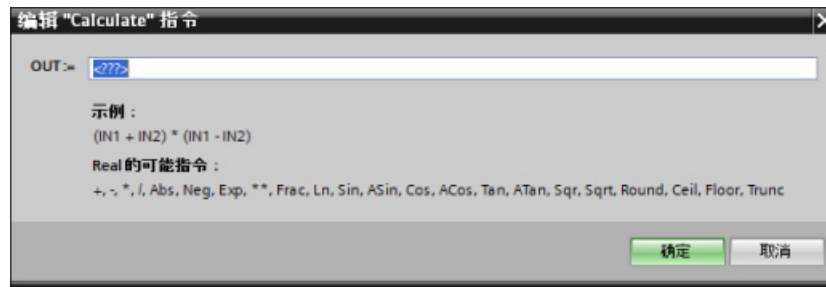 编辑 "Calculate" 指令
OUT:= <???>
示例：
(IN1 + IN2) * (IN1 - IN2)
Real 的可能指令：
+, -, *, /, Abs, Neg, Exp, **, Frac, Ln, Sin, ASin, Cos, ACos, Tan, ATan, Sqr, Sqrt, Round, Ceil, Floor, Trunc
确定 取消